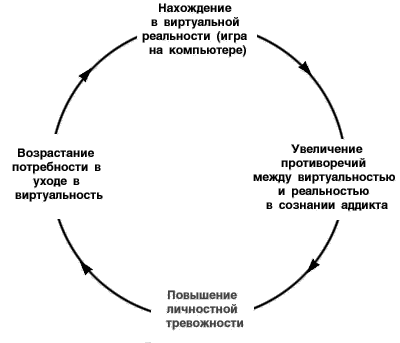 Нахождение
в виртуальной
реальности (игра
на компьютере)
Увеличение
противоречий
между виртуальностью
и реальностью
в сознании аддикта
Повышение
личностной
тревожности
Возрастание
потребности в
уходе в
виртуальность